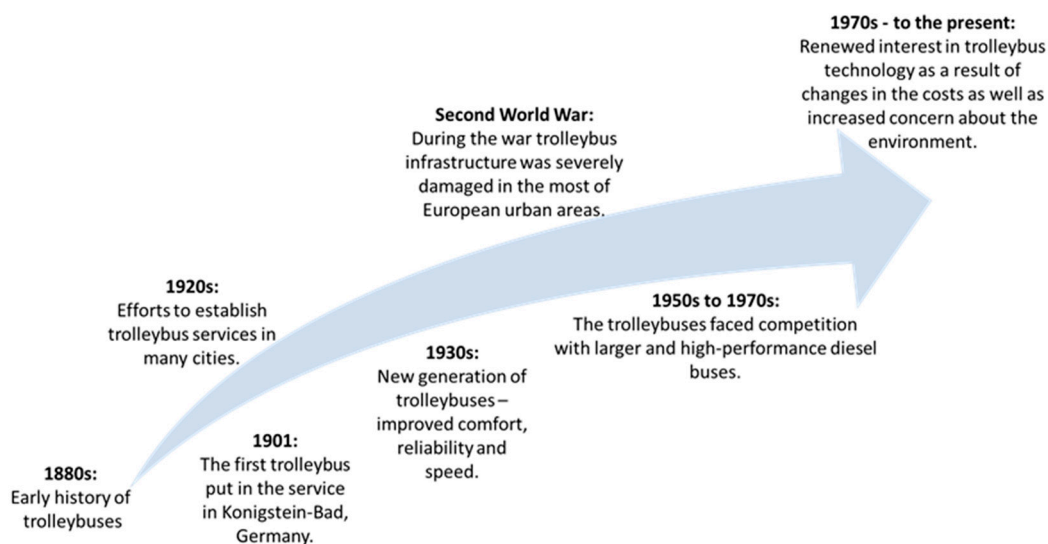 1880s:
Early history of
trolleybuses
1901:
The first trolleybus
put in the service
in Konigstein-Bad,
Germany.
1920s:
Efforts to establish
trolleybus services in
many cities.
1930s:
New generation of
trolleybuses –
improved comfort,
reliability and
speed.
Second World War:
During the war trolleybus
infrastructure was severely
damaged in the most of
European urban areas.
1950s to 1970s:
The trolleybuses faced competition
with larger and high-performance diesel
buses.
1970s - to the present:
Renewed interest in trolleybus
technology as a result of
changes in the costs as well as
increased concern about the
environment.